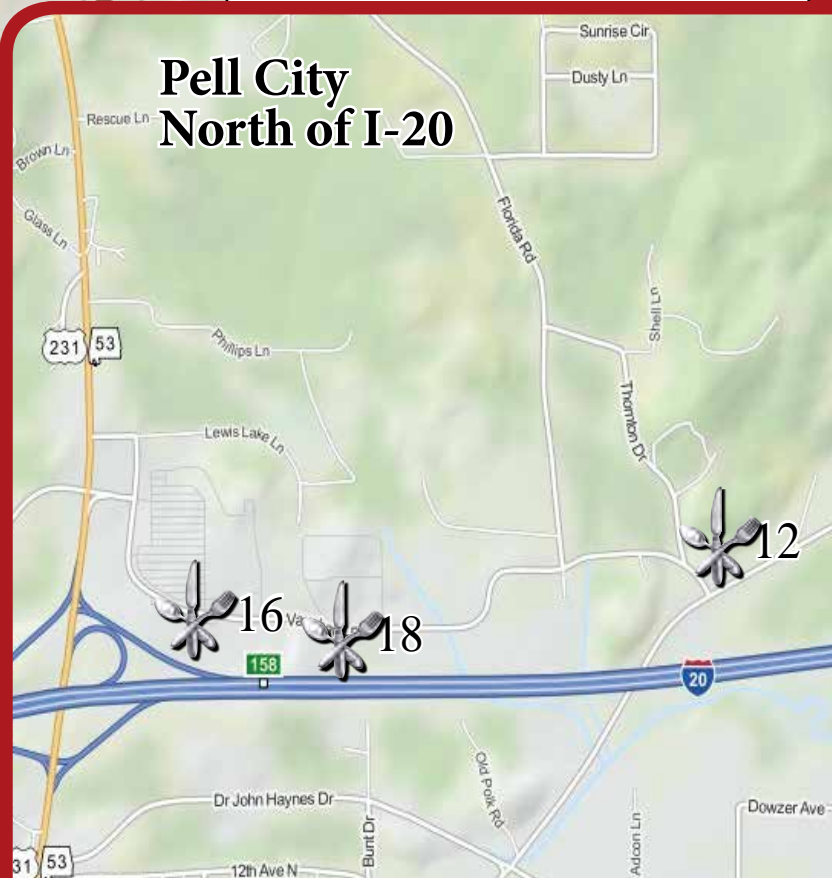 Pell City
North of I-20
Sunrise Cir
Dusty Ln
Rescue Ln
Brown Ln
Glass Ln
Florida Rd
Shell Ln
231
53
Phillips Ln
Thornton Dr
Lewis Lake Ln
12
16
18
158
20
Old Polk Rd
Dr John Haynes Dr
Burt Dr
Adcon Ln
Dowzer Ave
31
53
12th Ave N